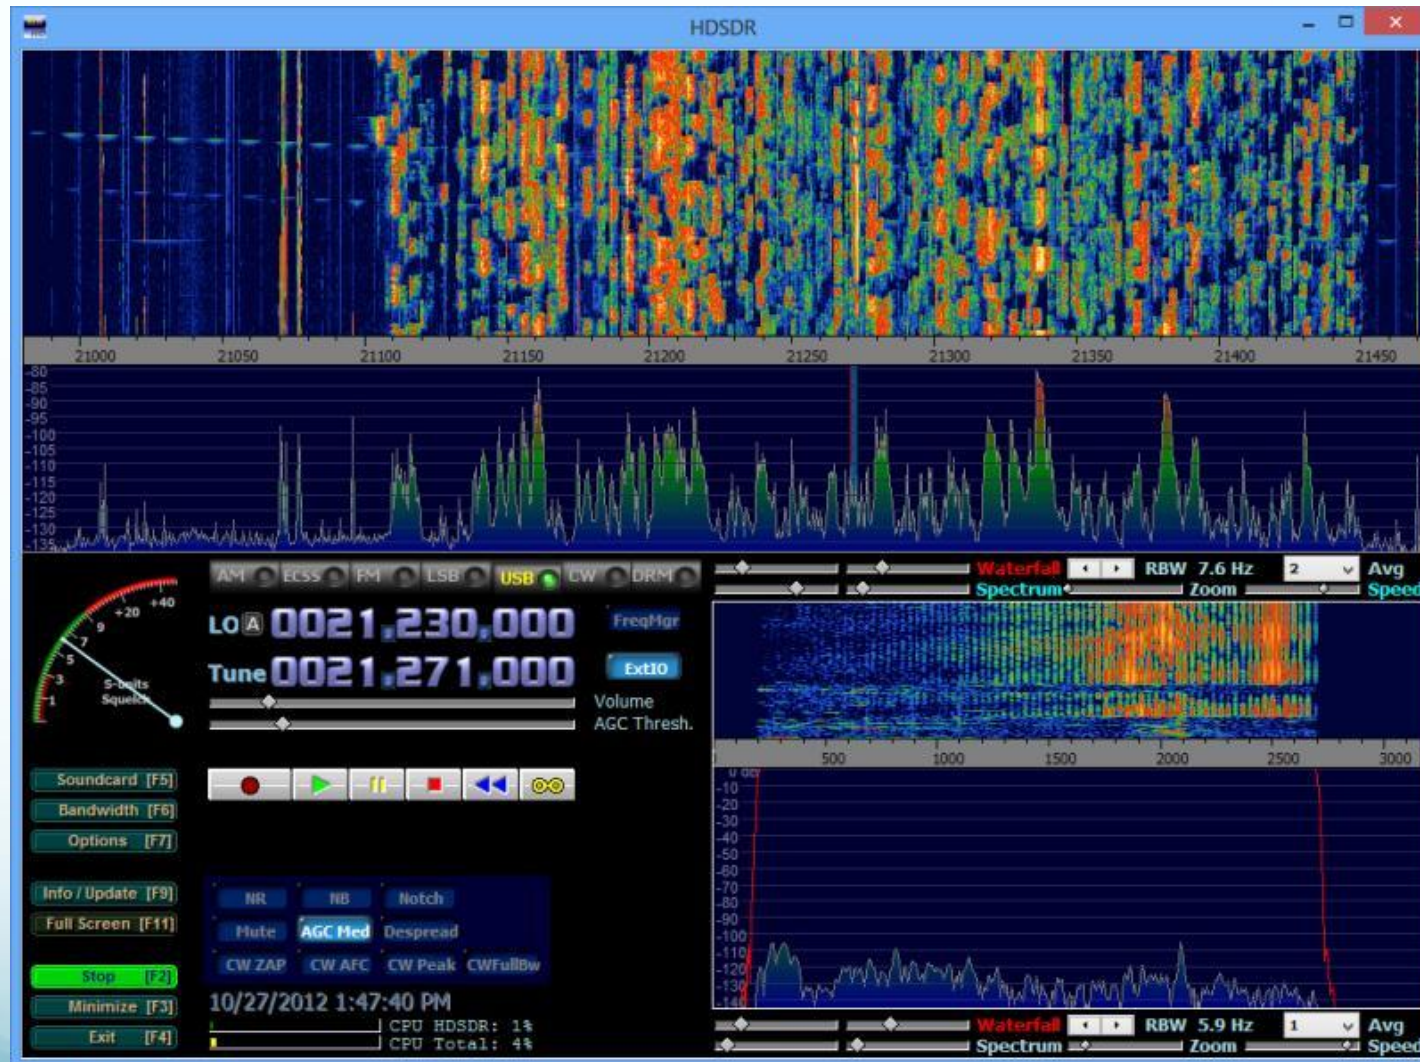 HDSDR
21000 21050 21100 21150 21200 21250 21300 21350 21400 21450
-80
-85
-90
-95
-100
-105
-110
-115
-120
-125
-130
-135
AM ECSS FM LSB USB CW DRM
Waterfall RBW 7.6 Hz 2 Avg
Spectrum Zoom Speed
+40
+20
9
7
5
3
1
S-units
Squelch
LO A 0021.230.000 FreqMgr
Tune 0021.271.000 ExtIO
Volume
AGC Thresh.
500 1000 1500 2000 2500 3000
0 dB
-10
-20
-30
-40
-50
-60
-70
-80
-90
-100
-110
-120
-130
Soundcard [F5]
Bandwidth [F6]
Options [F7]
Info / Update [F9]
Full Screen [F11]
Stop [F2]
Minimize [F3]
Exit [F4]
NR NB Notch
Mute AGC Med Despread
CW ZAP CW AFC CW Peak CWFullBw
10/27/2012 1:47:40 PM
CPU HDSDR: 1%
CPU Total: 4%
Waterfall RBW 5.9 Hz 1 Avg
Spectrum Zoom Speed